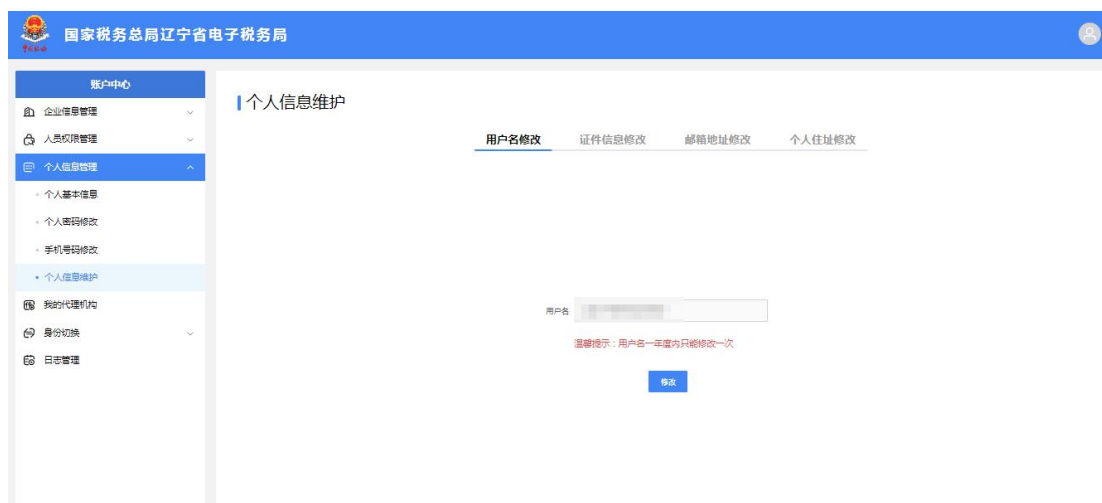 国家税务总局辽宁省电子税务局
账户中心
企业信息管理
人员权限管理
个人信息管理
个人基本信息
个人密码修改
手机号码修改
个人信息维护
我的代理机构
身份切换
日志管理
个人信息维护
用户名修改 证件信息修改 邮箱地址修改 个人住址修改
用户名
温馨提示：用户名一年度内只能修改一次
修改